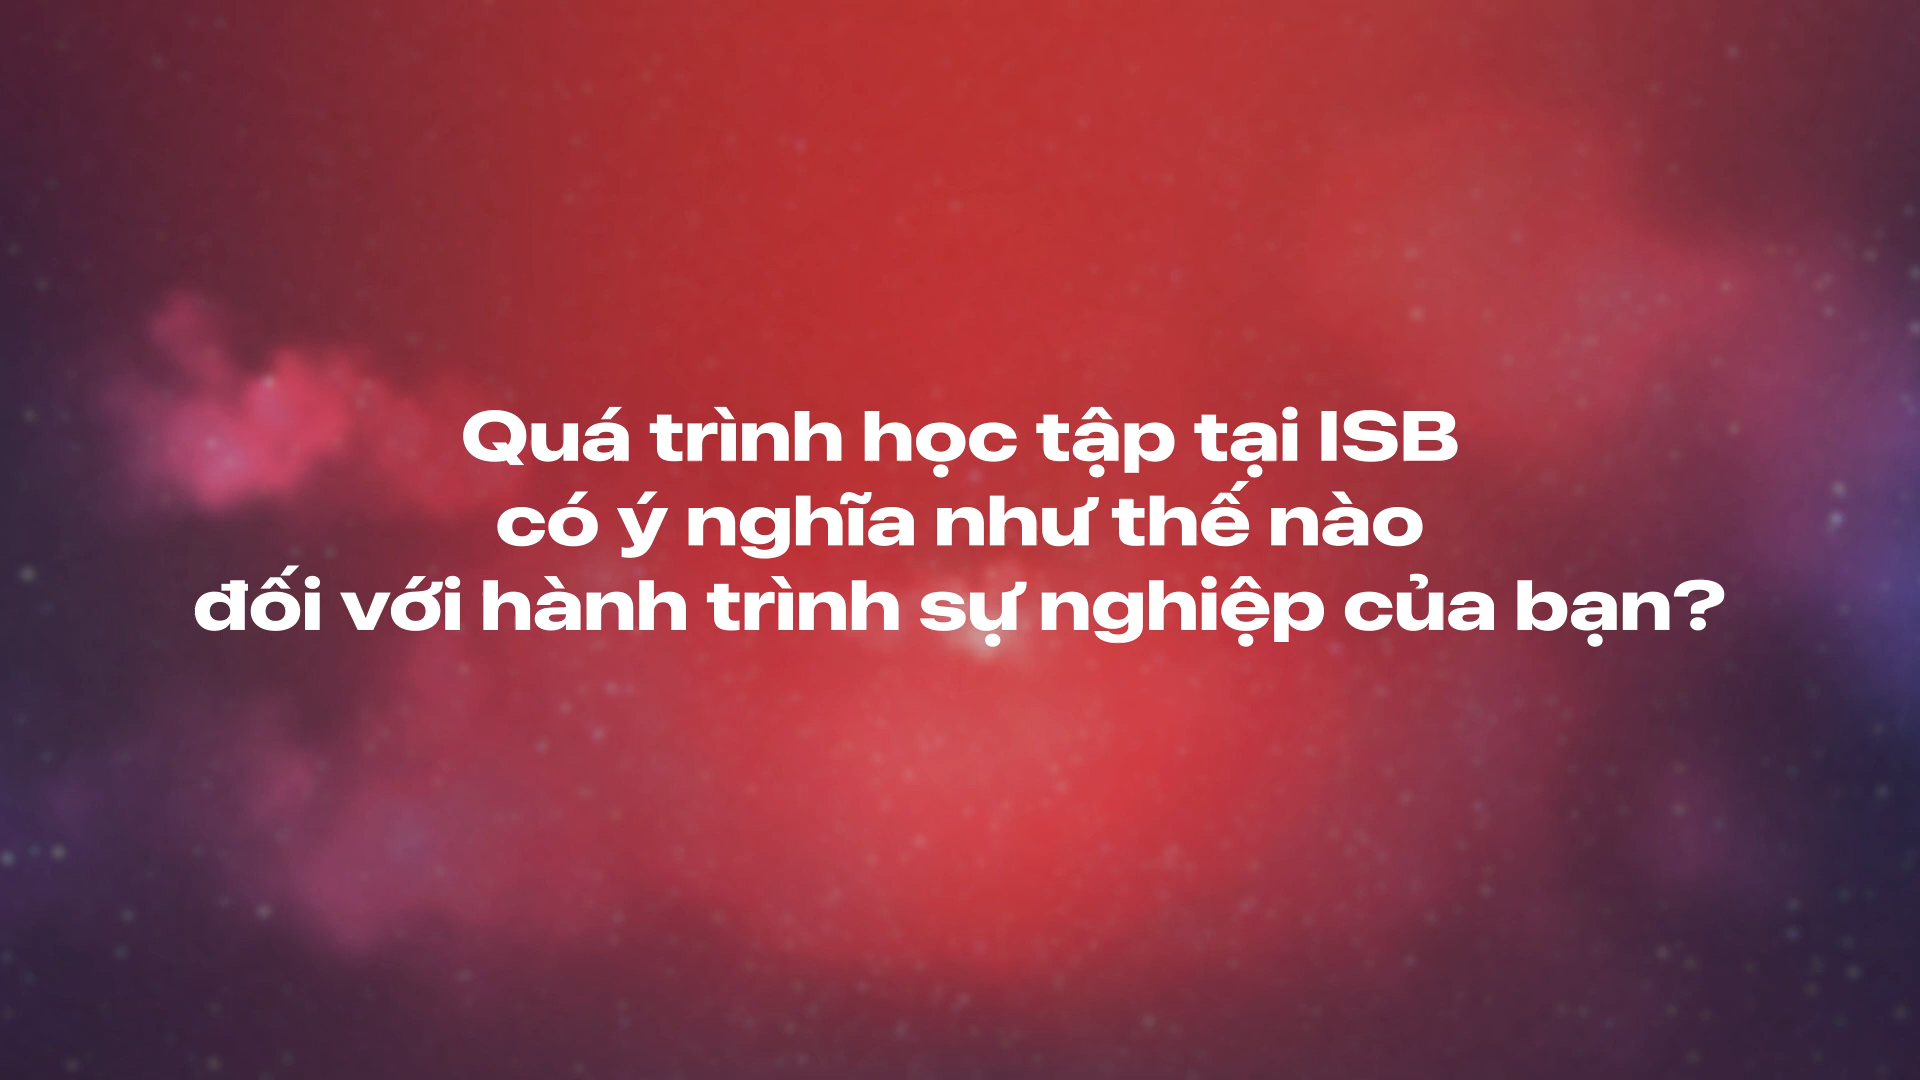 Quá trình học tập tại ISB
có ý nghĩa như thế nào
đối với hành trình sự nghiệp của bạn?